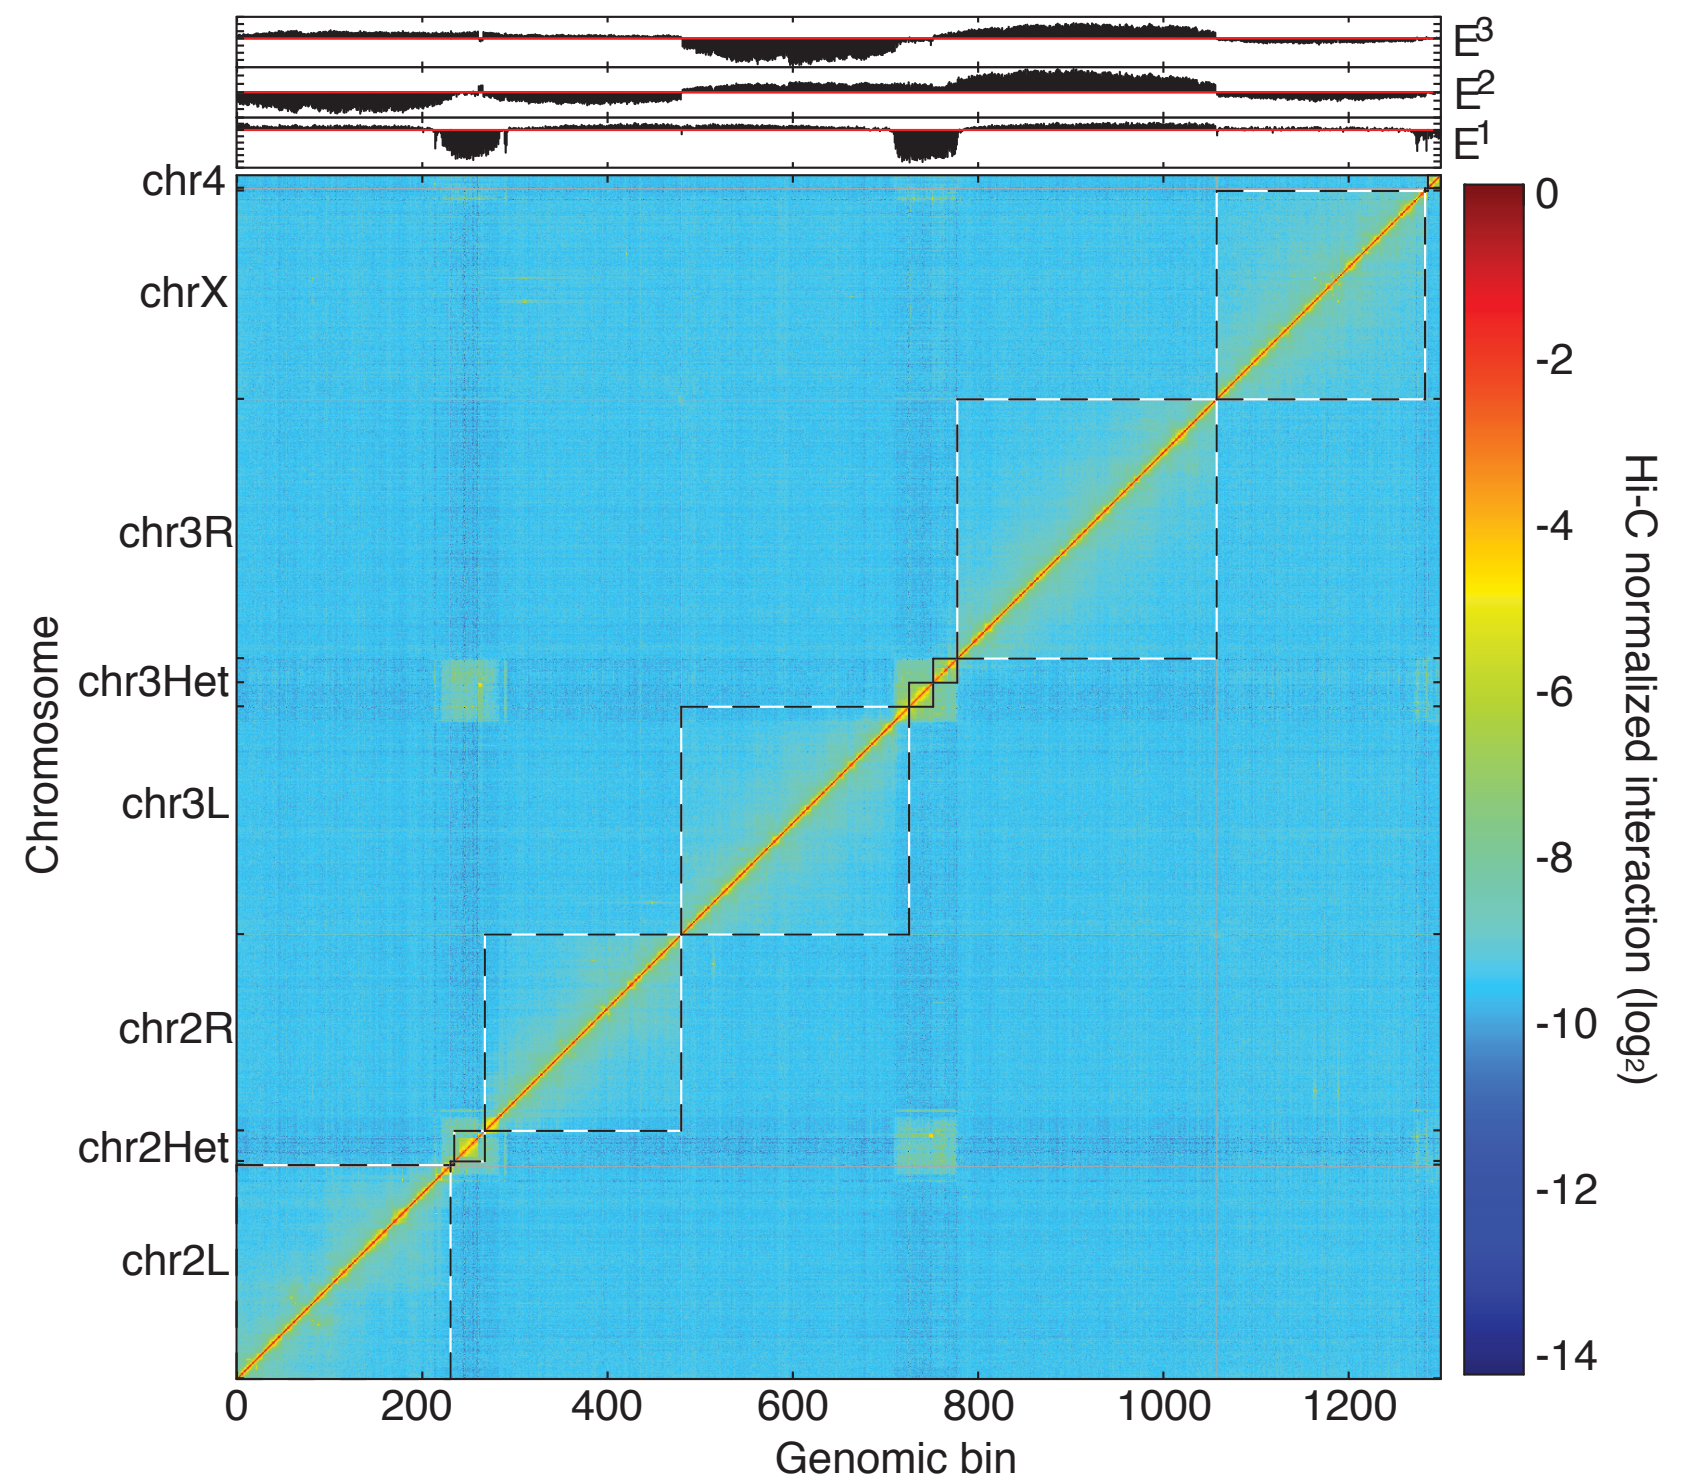 E3
E2
E1
chr4
chrX
chr3R
chr3Het
chr3L
chr2R
chr2Het
chr2L
Chromosome
0
200
400
600
800
1000
1200
Genomic bin
0
-2
-4
-6
-8
-10
-12
-14
Hi-C normalized interaction (log2)